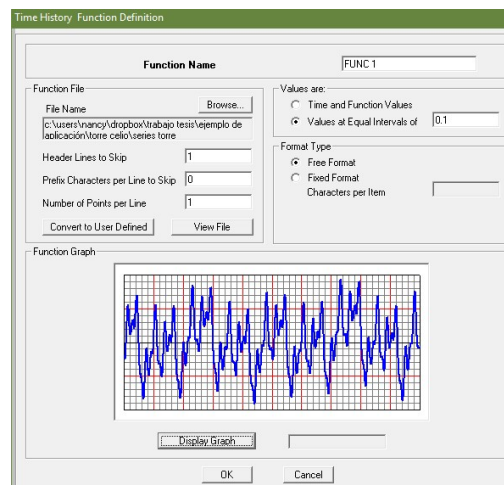 Time History Function Definition
Function Name
FUNC1
Function File
File Name
Browse...
c:\users\nancy\dropbox\trabajo tesis\ejemplo de
aplicación\torre celio\series torre
Header Lines to Skip
1
Prefix Characters per Line to Skip
0
Number of Points per Line
1
Convert to User Defined
View File
Values are:
Time and Function Values
Values at Equal Intervals of
0.1
Format Type
Free Format
Fixed Format
Characters per Item
Function Graph
Display Graph
OK
Cancel